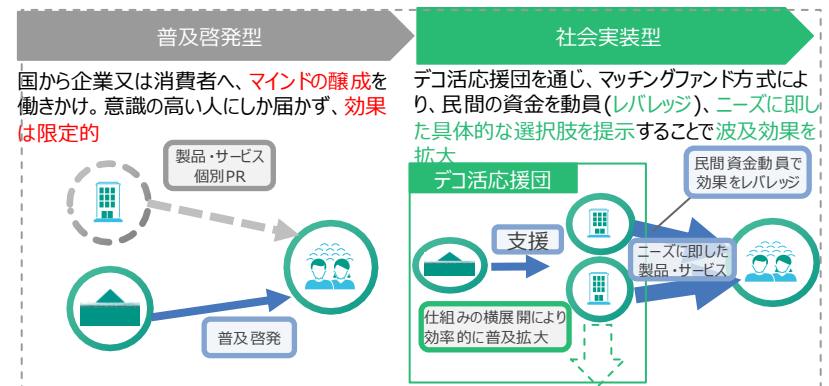 普及啓発型
国から企業又は消費者へ、マインドの醸成を
働きかけ。意識の高い人にしか届かず、効果
は限定的
製品・サービス
個別PR
普及啓発
社会実装型
デコ活応援団を通じ、マッチングファンド方式によ
り、民間の資金を動員(レバレッジ)、ニーズに即し
た具体的な選択肢を提示することで波及効果を
拡大
デコ活応援団
支援
民間資金動員で
効果をレバレッジ
ニーズに即した
製品・サービス
仕組みの横展開により
効率的に普及拡大